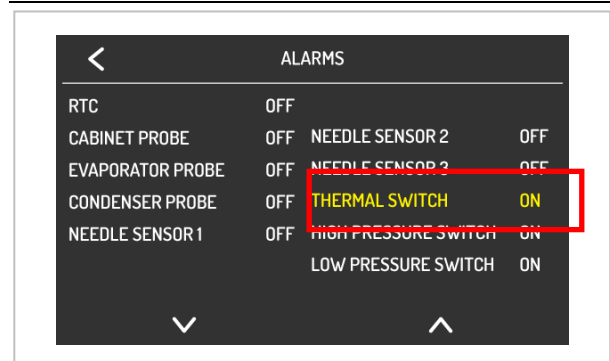 ALARMS
RTC OFF
CABINET PROBE OFF NEEDLE SENSOR 2 OFF
EVAPORATOR PROBE OFF NEEDLE SENSOR 3 OFF
CONDENSER PROBE OFF THERMAL SWITCH ON
NEEDLE SENSOR 1 OFF HIGH PRESSURE SWITCH ON
LOW PRESSURE SWITCH ON